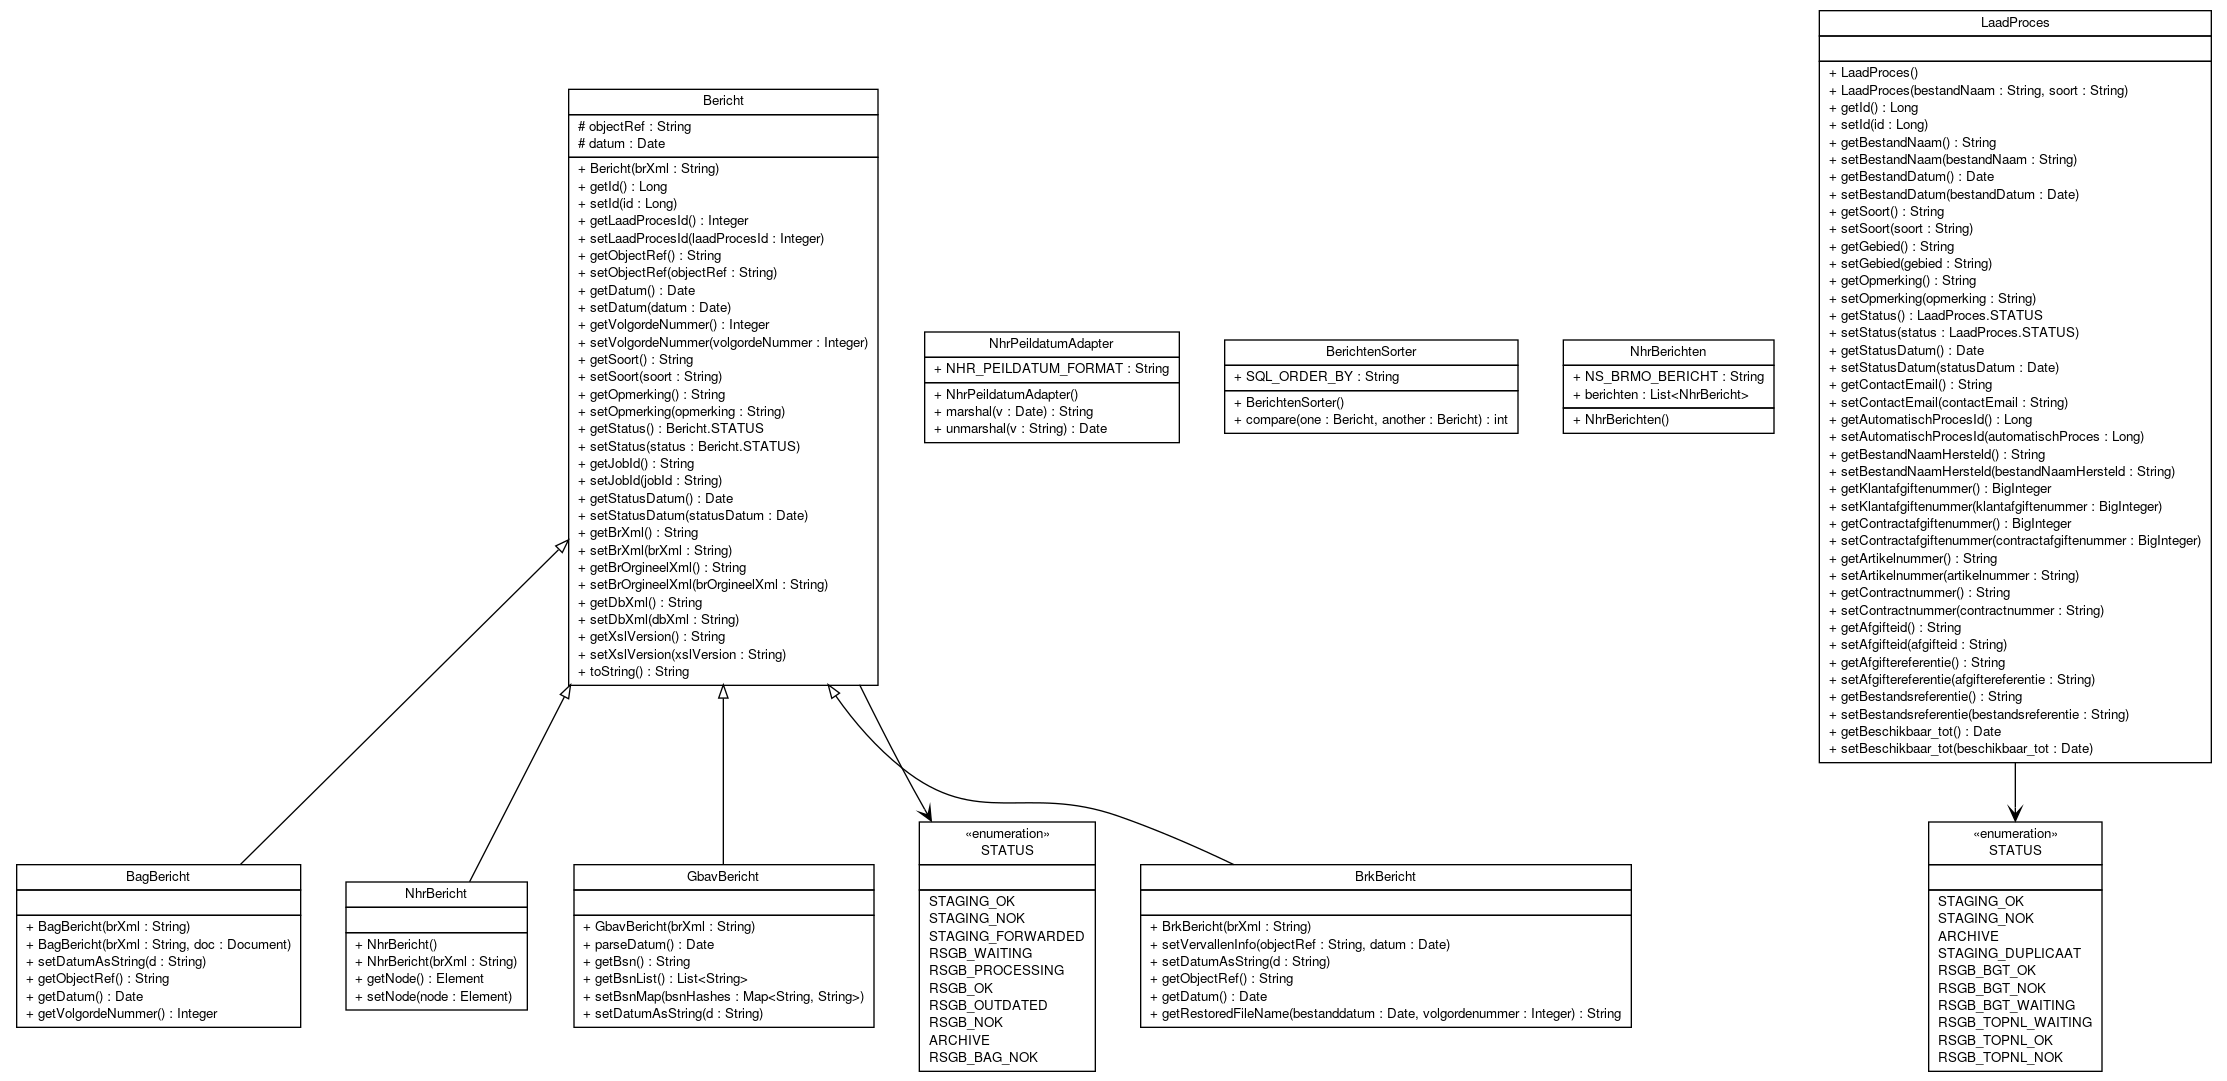 LaadProces
+ LaadProces()
+ LaadProces(bestandNaam : String, soort : String)
+ getId() : Long
+ setId(id : Long)
+ getBestandNaam() : String
+ setBestandNaam(bestandNaam : String)
+ getBestandDatum() : Date
+ setBestandDatum(bestandDatum : Date)
+ getSoort() : String
+ setSoort(soort : String)
+ getGebied() : String
+ setGebied(gebied : String)
+ getOpmerking() : String
+ setOpmerking(opmerking : String)
+ getStatus() : LaadProces.STATUS
+ setStatus(status : LaadProces.STATUS)
+ getStatusDatum() : Date
+ setStatusDatum(statusDatum : Date)
+ getContactEmail() : String
+ setContactEmail(contactEmail : String)
+ getAutomatischProcesId() : Long
+ setAutomatischProcesId(automatischProces : Long)
+ getBestandNaamHersteld() : String
+ setBestandNaamHersteld(bestandNaamHersteld : String)
+ getKlantafgiftenummer() : BigInteger
+ setKlantafgiftenummer(klantafgiftenummer : BigInteger)
+ getContractafgiftenummer() : BigInteger
+ setContractafgiftenummer(contractafgiftenummer : BigInteger)
+ getArtikelnummer() : String
+ setArtikelnummer(artikelnummer : String)
+ getContractnummer() : String
+ setContractnummer(contractnummer : String)
+ getAfgifteid() : String
+ setAfgifteid(afgifteid : String)
+ getAfgiftereferentie() : String
+ setAfgiftereferentie(afgiftereferentie : String)
+ getBestandsreferentie() : String
+ setBestandsreferentie(bestandsreferentie : String)
+ getBeschikbaar_tot() : Date
+ setBeschikbaar_tot(beschikbaar_tot : Date)
Bericht
# objectRef : String
# datum : Date
+ Bericht(brXml : String)
+ getId() : Long
+ setId(id : Long)
+ getLaadProcesId() : Integer
+ setLaadProcesId(laadProcesId : Integer)
+ getObjectRef() : String
+ setObjectRef(objectRef : String)
+ getDatum() : Date
+ setDatum(datum : Date)
+ getVolgordeNummer() : Integer
+ setVolgordeNummer(volgordeNummer : Integer)
+ getSoort() : String
+ setSoort(soort : String)
+ getOpmerking() : String
+ setOpmerking(opmerking : String)
+ getStatus() : Bericht.STATUS
+ setStatus(status : Bericht.STATUS)
+ getJobId() : String
+ setJobId(jobId : String)
+ getStatusDatum() : Date
+ setStatusDatum(statusDatum : Date)
+ getBrXml() : String
+ setBrXml(brXml : String)
+ getBrOrgineelXml() : String
+ setBrOrgineelXml(brOrgineelXml : String)
+ getDbXml() : String
+ setDbXml(dbXml : String)
+ getXslVersion() : String
+ setXslVersion(xslVersion : String)
+ toString() : String
NhrPeildatumAdapter
+ NHR_PEILDATUM_FORMAT : String
+ NhrPeildatumAdapter()
+ marshal(v : Date) : String
+ unmarshal(v : String) : Date
BerichtenSorter
+ SQL_ORDER_BY : String
+ BerichtenSorter()
+ compare(one : Bericht, another : Bericht) : int
NhrBerichten
+ NS_BRMO_BERICHT : String
+ berichten : List<NhrBericht>
+ NhrBerichten()
BagBericht
+ BagBericht(brXml : String)
+ BagBericht(brXml : String, doc : Document)
+ setDatumAsString(d : String)
+ getObjectRef() : String
+ getDatum() : Date
+ getVolgordeNummer() : Integer
NhrBericht
+ NhrBericht()
+ NhrBericht(brXml : String)
+ getNode() : Element
+ setNode(node : Element)
GbavBericht
+ GbavBericht(brXml : String)
+ parseDatum() : Date
+ getBsn() : String
+ getBsnList() : List<String>
+ setBsnMap(bsnHashes : Map<String, String>)
+ setDatumAsString(d : String)
«enumeration»
STATUS
STAGING_OK
STAGING_NOK
STAGING_FORWARDED
RSGB_WAITING
RSGB_PROCESSING
RSGB_OK
RSGB_OUTDATED
RSGB_NOK
ARCHIVE
RSGB_BAG_NOK
BrkBericht
+ BrkBericht(brXml : String)
+ setVervallenInfo(objectRef : String, datum : Date)
+ setDatumAsString(d : String)
+ getObjectRef() : String
+ getDatum() : Date
+ getRestoredFileName(bestanddatum : Date, volgordenummer : Integer) : String
«enumeration»
STATUS
STAGING_OK
STAGING_NOK
ARCHIVE
STAGING_DUPLICAAT
RSGB_BGT_OK
RSGB_BGT_NOK
RSGB_BGT_WAITING
RSGB_TOPNL_WAITING
RSGB_TOPNL_OK
RSGB_TOPNL_NOK